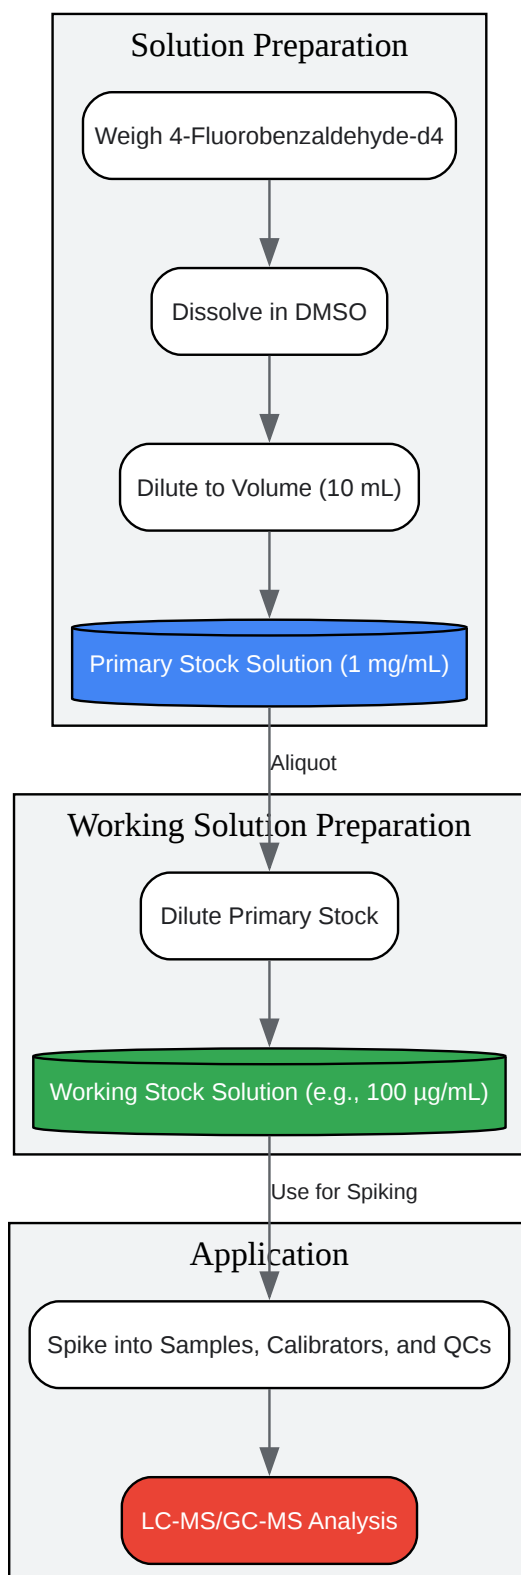 Solution Preparation
Weigh 4-Fluorobenzaldehyde-d4
Dissolve in DMSO
Dilute to Volume (10 mL)
Primary Stock Solution (1 mg/mL)
Aliquot
Working Solution Preparation
Dilute Primary Stock
Working Stock Solution (e.g., 100 µg/mL)
Use for Spiking
Application
Spike into Samples, Calibrators, and QCs
LC-MS/GC-MS Analysis